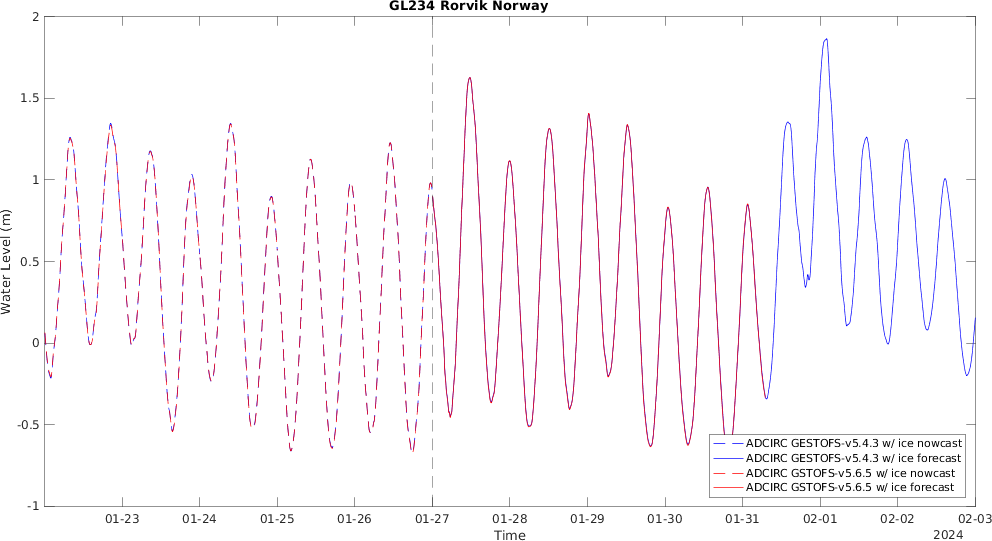 GL234 Rorvik Norway
2
1.5
1
0.5
0
-0.5
-1
Water Level (m)
ADCIRC GESTOFS-v5.4.3 w/ ice nowcast
ADCIRC GESTOFS-v5.4.3 w/ ice forecast
ADCIRC GSTOFS-v5.6.5 w/ ice nowcast
ADCIRC GSTOFS-v5.6.5 w/ ice forecast
01-23 01-24 01-25 01-26 01-27 01-28 01-29 01-30 01-31 02-01 02-02 02-03
Time
2024